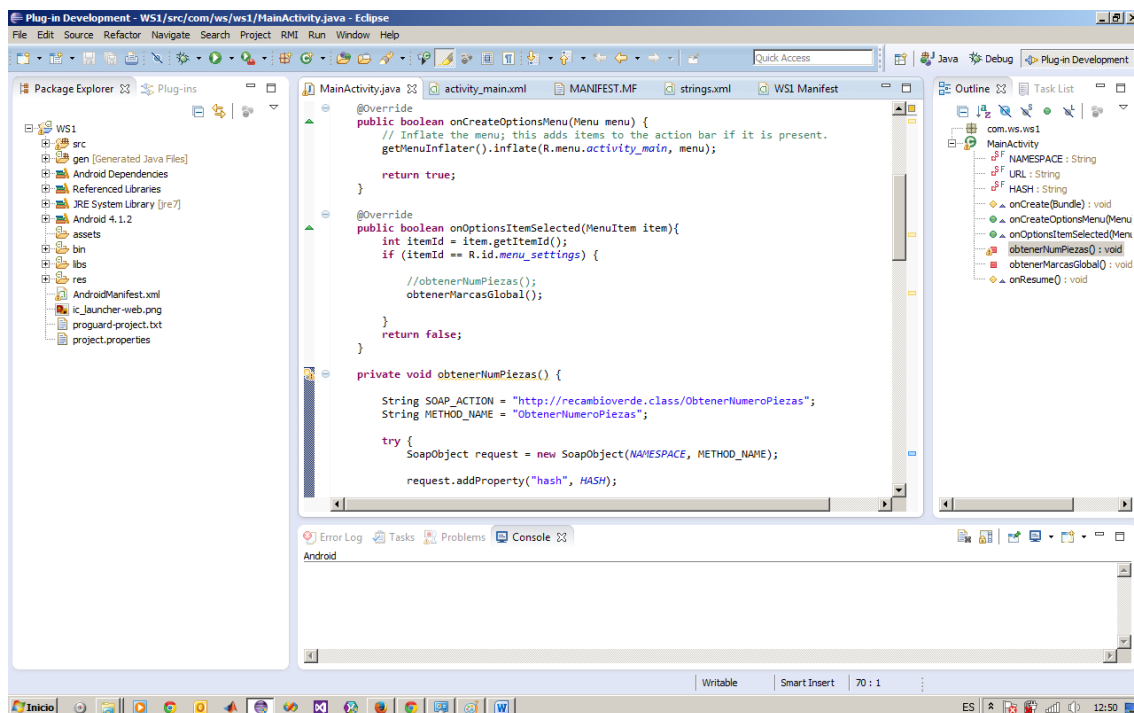 Plug-in Development - WS1/src/com/ws/ws1/MainActivity.java - Eclipse
File Edit Source Refactor Navigate Search Project RMI Run Window Help
Quick Access
Java Debug Plug-in Development
Package Explorer Plug-ins
WS1
src
gen [Generated Java Files]
Android Dependencies
Referenced Libraries
JRE System Library [jre7]
Android 4.1.2
assets
bin
libs
res
AndroidManifest.xml
ic_launcher-web.png
proguard-project.txt
project.properties
MainActivity.java activity_main.xml MANIFEST.MF strings.xml WS1 Manifest
@Override
public boolean onCreateOptionsMenu(Menu menu) {
// Inflate the menu; this adds items to the action bar if it is present.
getMenuInflater().inflate(R.menu.activity_main, menu);
return true;
}
@Override
public boolean onOptionsItemSelected(MenuItem item){
int itemId = item.getItemId();
if (itemId == R.id.menu_settings) {
//obtenerNumPiezas();
obtenerMarcasGlobal();
}
return false;
}
private void obtenerNumPiezas() {
String SOAP_ACTION = "http://recambioverde.class/ObtenerNumeroPiezas";
String METHOD_NAME = "ObtenerNumeroPiezas";
try {
SoapObject request = new SoapObject(NAMESPACE, METHOD_NAME);
request.addProperty("hash", HASH);
Outline Task List
com.ws.ws1
MainActivity
NAMESPACE : String
URL : String
HASH : String
onCreate(Bundle) : void
onCreateOptionsMenu(Menu
onOptionsItemSelected(Menu
obtenerNumPiezas() : void
obtenerMarcasGlobal() : void
onResume() : void
Error Log Tasks Problems Console
Android
Writable Smart Insert 70 : 1
Inicio ES 12:50